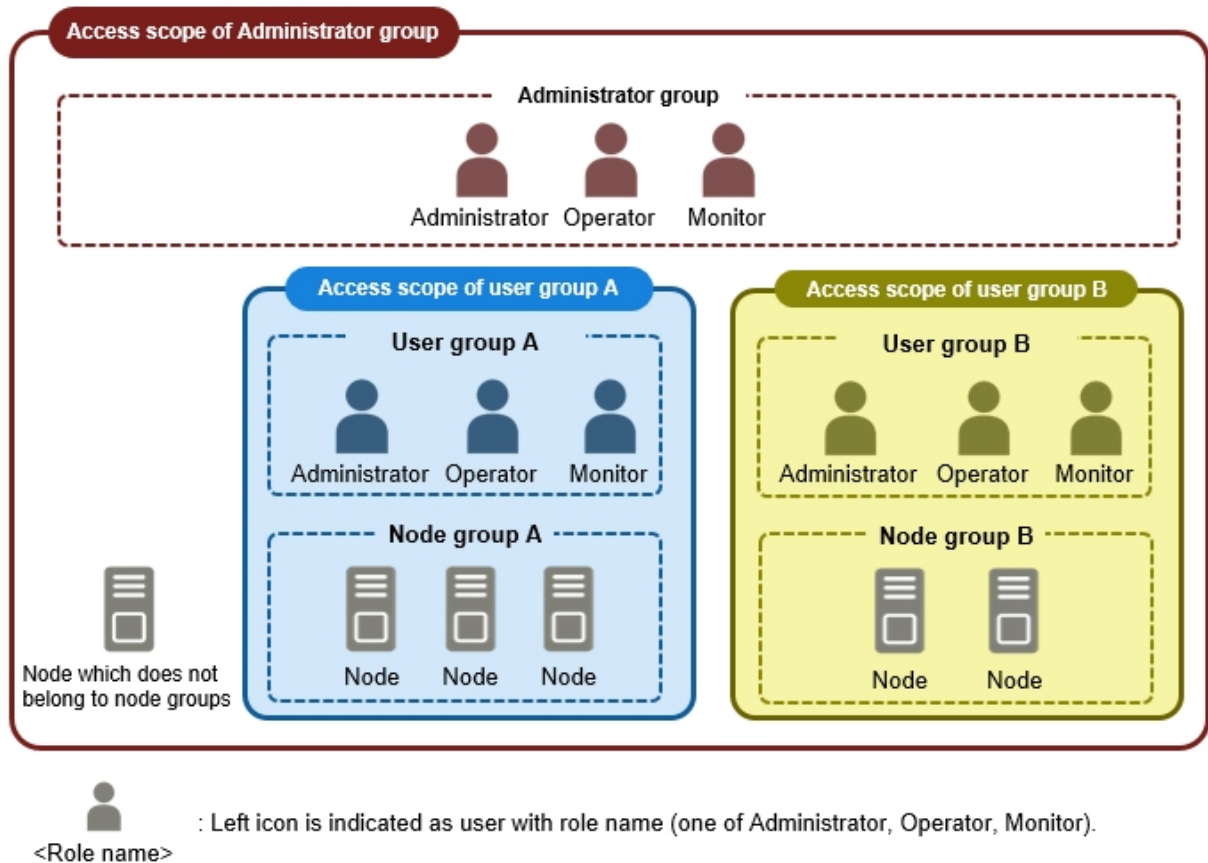 Access scope of Administrator group
Administrator group
Administrator Operator Monitor
Access scope of user group A
User group A
Administrator Operator Monitor
Node group A
Node Node Node
Access scope of user group B
User group B
Administrator Operator Monitor
Node group B
Node Node
Node which does not
belong to node groups
<Role name>
: Left icon is indicated as user with role name (one of Administrator, Operator, Monitor).